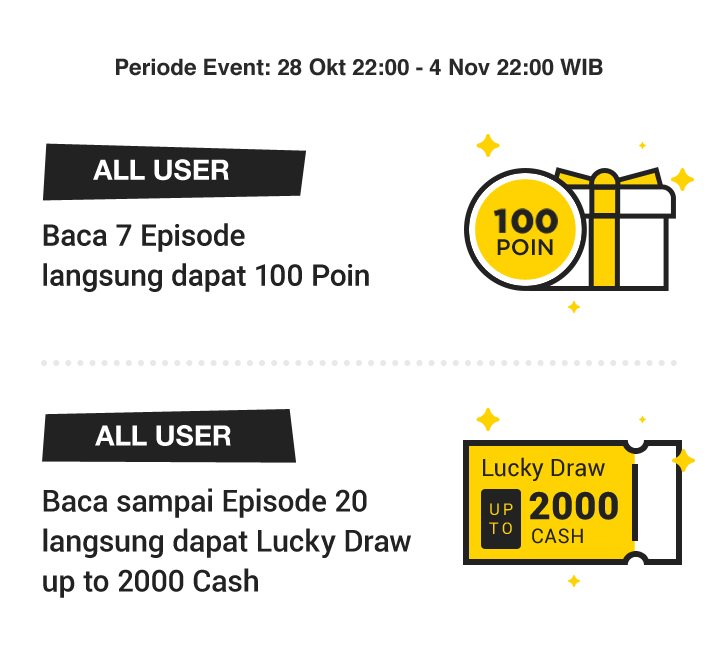 Periode Event: 28 Okt 22:00 - 4 Nov 22:00 WIB
ALL USER
Baca 7 Episode
langsung dapat 100 Poin
100
POIN
ALL USER
Baca sampai Episode 20
langsung dapat Lucky Draw
up to 2000 Cash
Lucky Draw
UP
TO
2000
CASH